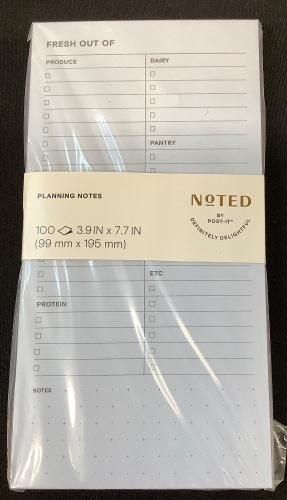 FRESH OUT OF
PRODUCE
DAIRY
PANTRY
PLANNING NOTES
100 3.9 IN x 7.7 IN
(99 mm x 195 mm)
NOTED
BY
POST-IT®
DEFINITELY DELIGHTFUL
ETC
PROTEIN
NOTES